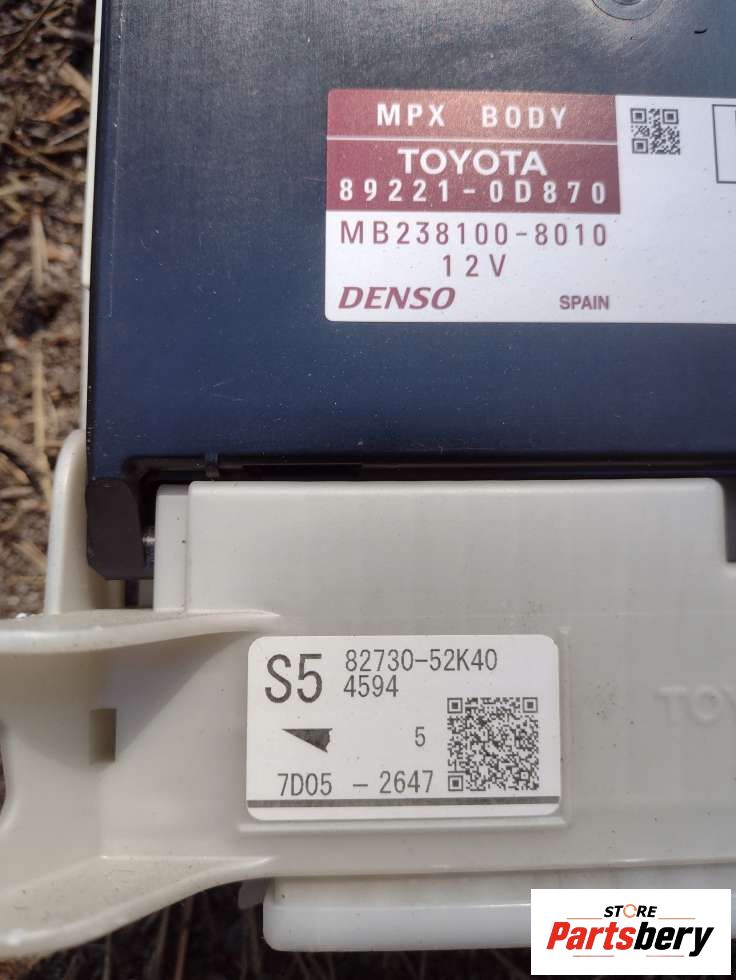 MPX BODY
TOYOTA
89221-0D870
MB238100-8010
12V
DENSO SPAIN
S5 82730-52K40
4594
5
7D05 - 2647
STORE
Partsbery